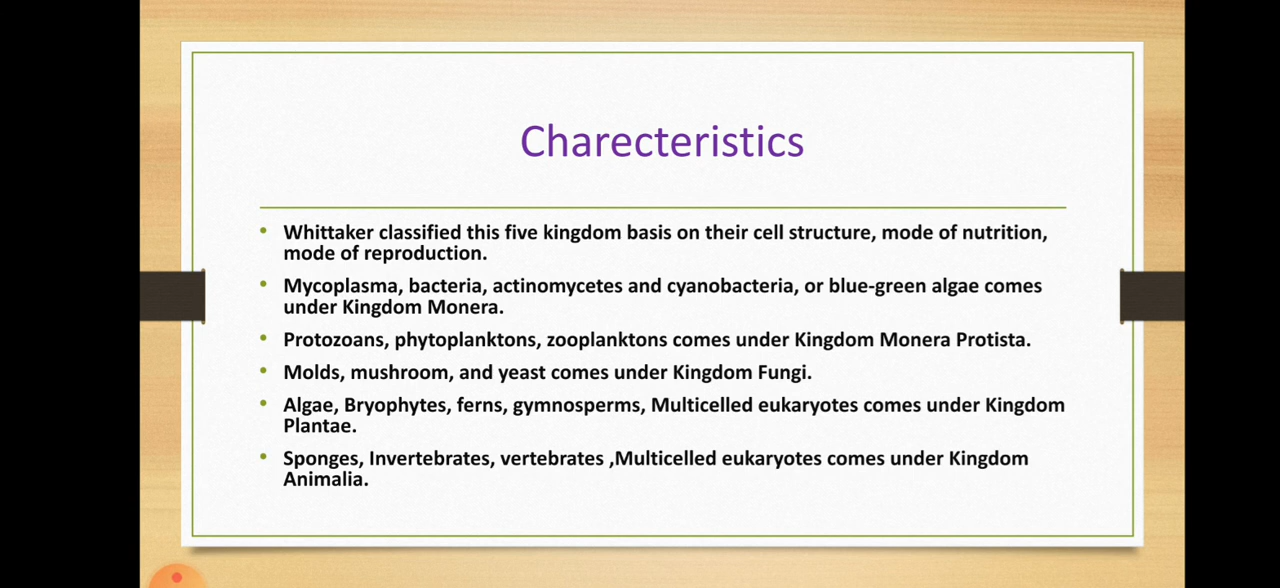 Charecteristics
• Whittaker classified this five kingdom basis on their cell structure, mode of nutrition,
mode of reproduction.
• Mycoplasma, bacteria, actinomycetes and cyanobacteria, or blue-green algae comes
under Kingdom Monera.
• Protozoans, phytoplanktons, zooplanktons comes under Kingdom Monera Protista.
• Molds, mushroom, and yeast comes under Kingdom Fungi.
• Algae, Bryophytes, ferns, gymnosperms, Multicelled eukaryotes comes under Kingdom
Plantae.
• Sponges, Invertebrates, vertebrates ,Multicelled eukaryotes comes under Kingdom
Animalia.